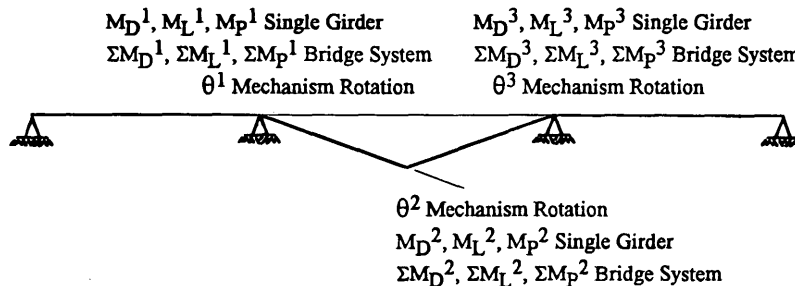 M_D^1, M_L^1, M_P^1 Single Girder
ΣM_D^1, ΣM_L^1, ΣM_P^1 Bridge System
θ^1 Mechanism Rotation
M_D^3, M_L^3, M_P^3 Single Girder
ΣM_D^3, ΣM_L^3, ΣM_P^3 Bridge System
θ^3 Mechanism Rotation
θ^2 Mechanism Rotation
M_D^2, M_L^2, M_P^2 Single Girder
ΣM_D^2, ΣM_L^2, ΣM_P^2 Bridge System